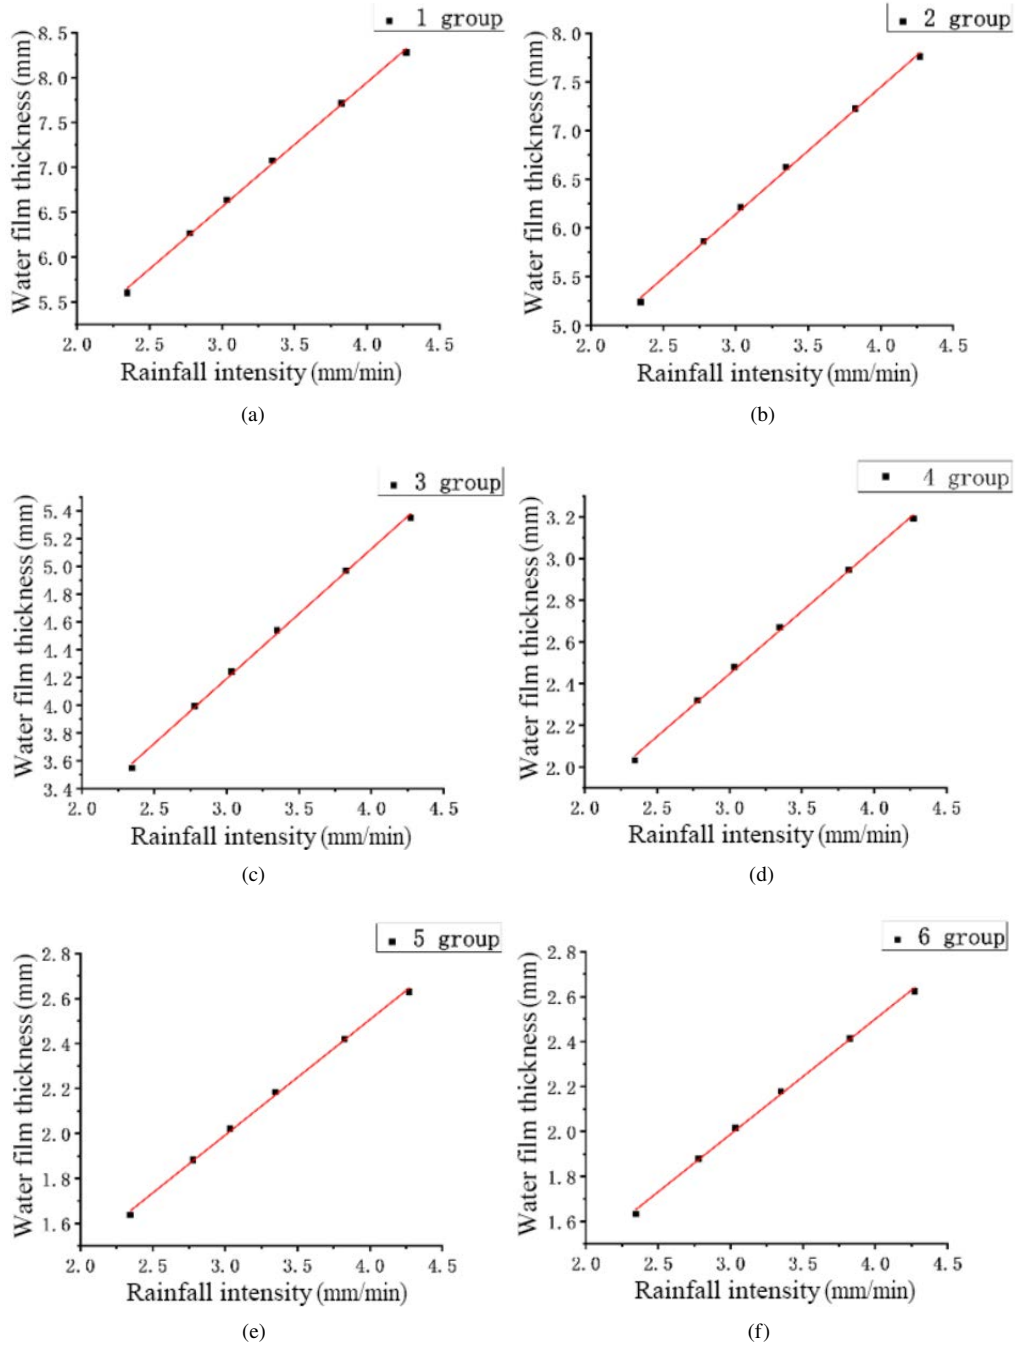 1 group
8.5
8.0
7.5
7.0
6.5
6.0
5.5
Water film thickness (mm)
2.0 2.5 3.0 3.5 4.0 4.5
Rainfall intensity (mm/min)
(a)
2 group
8.0
7.5
7.0
6.5
6.0
5.5
5.0
Water film thickness (mm)
2.0 2.5 3.0 3.5 4.0 4.5
Rainfall intensity (mm/min)
(b)
3 group
5.4
5.2
5.0
4.8
4.6
4.4
4.2
4.0
3.8
3.6
3.4
Water film thickness (mm)
2.0 2.5 3.0 3.5 4.0 4.5
Rainfall intensity (mm/min)
(c)
4 group
3.2
3.0
2.8
2.6
2.4
2.2
2.0
Water film thickness (mm)
2.0 2.5 3.0 3.5 4.0 4.5
Rainfall intensity (mm/min)
(d)
5 group
2.8
2.6
2.4
2.2
2.0
1.8
1.6
Water film thickness (mm)
2.0 2.5 3.0 3.5 4.0 4.5
Rainfall intensity (mm/min)
(e)
6 group
2.8
2.6
2.4
2.2
2.0
1.8
1.6
Water film thickness (mm)
2.0 2.5 3.0 3.5 4.0 4.5
Rainfall intensity (mm/min)
(f)